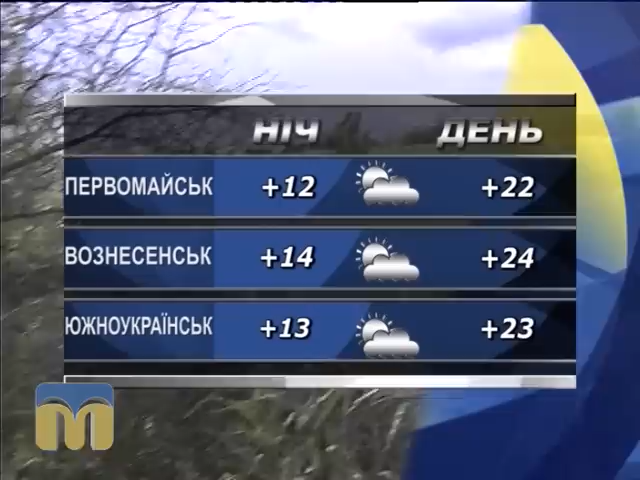 НІЧ ДЕНЬ
ПЕРВОМАЙСЬК +12 +22
ВОЗНЕСЕНСЬК +14 +24
ЮЖНОУКРАЇНСЬК +13 +23
М